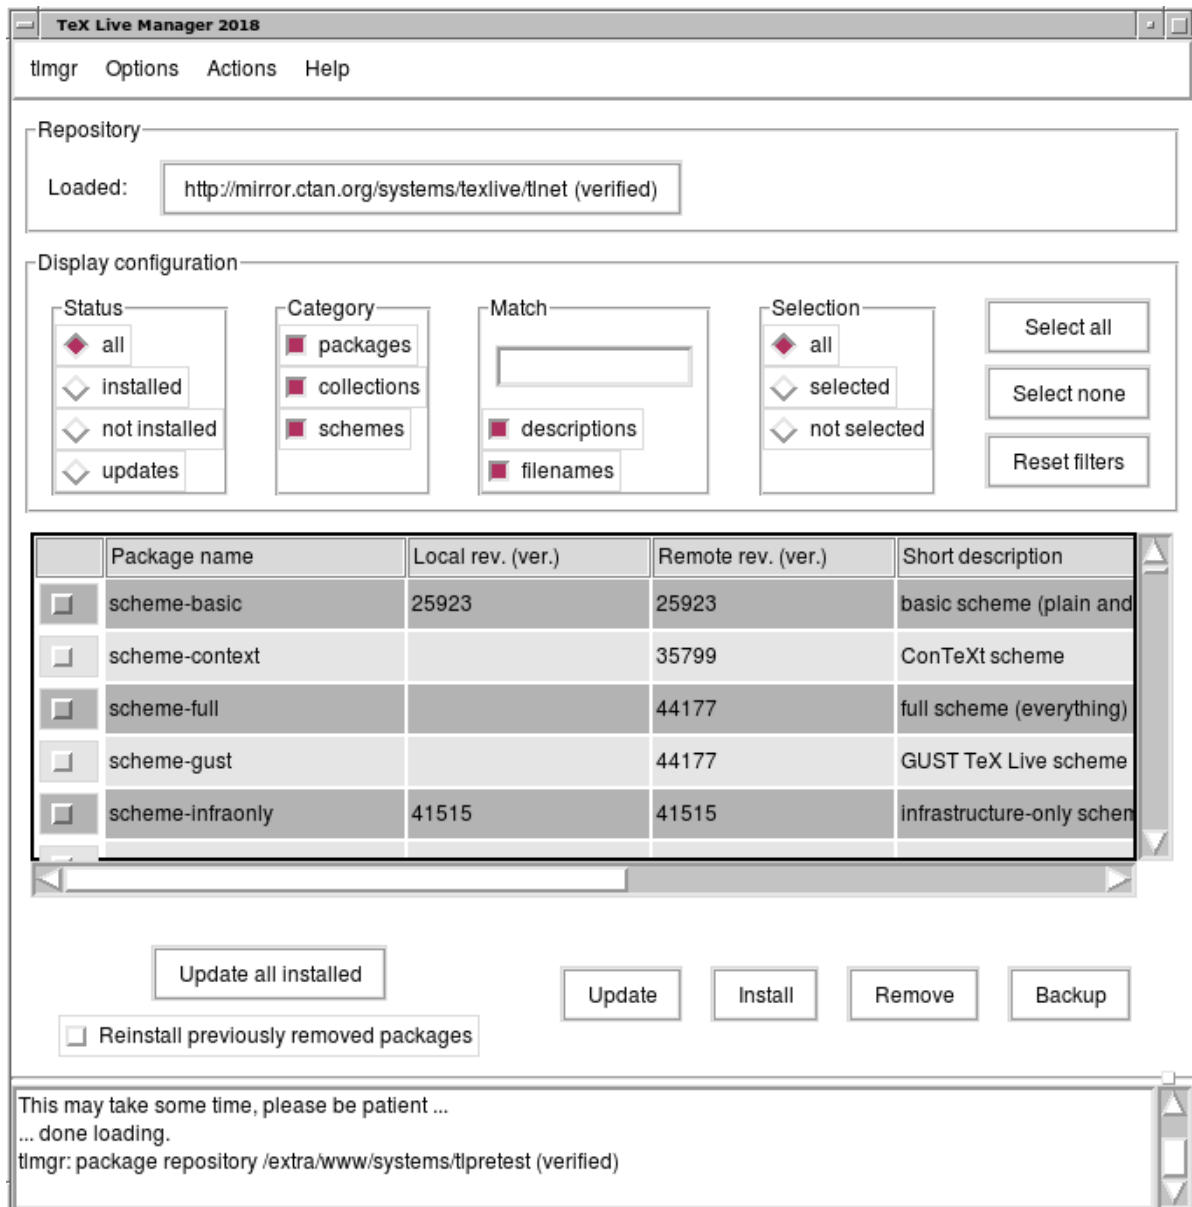 TeX Live Manager 2018
tlmgr Options Actions Help
Repository
Loaded: http://mirror.ctan.org/systems/texlive/tlnet (verified)
Display configuration
Status
all
installed
not installed
updates
Category
packages
collections
schemes
Match
descriptions
filenames
Selection
all
selected
not selected
Select all
Select none
Reset filters
Package name Local rev. (ver.) Remote rev. (ver.) Short description
scheme-basic 25923 25923 basic scheme (plain and
scheme-context 35799 ConTeXt scheme
scheme-full 44177 full scheme (everything)
scheme-gust 44177 GUST TeX Live scheme
scheme-infraonly 41515 41515 infrastructure-only schem
Update all installed
Reinstall previously removed packages
Update Install Remove Backup
This may take some time, please be patient ...
... done loading.
tlmgr: package repository /extra/www/systems/tlpretest (verified)